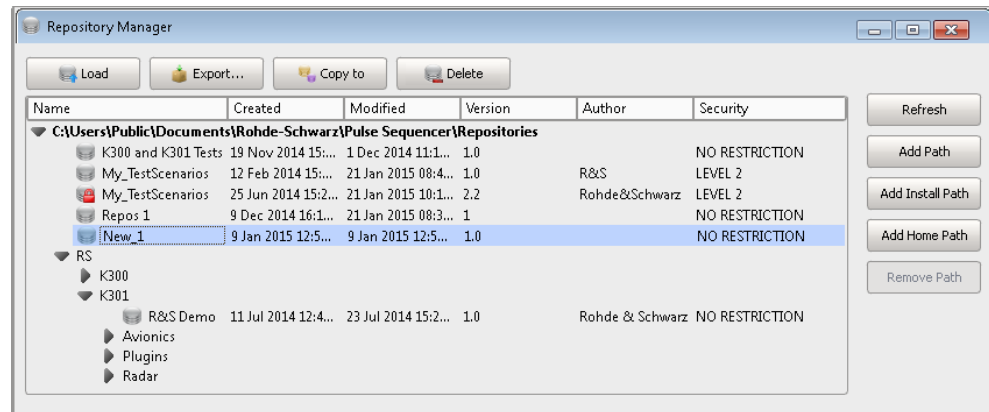 Repository Manager
Load Export... Copy to Delete
Name Created Modified Version Author Security
C:\Users\Public\Documents\Rohde-Schwarz\Pulse Sequencer\Repositories
K300 and K301 Tests 19 Nov 2014 15:... 1 Dec 2014 11:1... 1.0 NO RESTRICTION
My_TestScenarios 12 Feb 2014 15:... 21 Jan 2015 08:4... 1.0 R&S LEVEL 2
My_TestScenarios 25 Jun 2014 15:2... 21 Jan 2015 10:1... 2.2 Rohde&Schwarz LEVEL 2
Repos 1 9 Dec 2014 16:1... 21 Jan 2015 08:3... 1 NO RESTRICTION
New_1 9 Jan 2015 12:5... 9 Jan 2015 12:5... 1.0 NO RESTRICTION
RS
K300
K301
R&S Demo 11 Jul 2014 12:4... 23 Jul 2014 15:2... 1.0 Rohde & Schwarz NO RESTRICTION
Avionics
Plugins
Radar
Refresh
Add Path
Add Install Path
Add Home Path
Remove Path